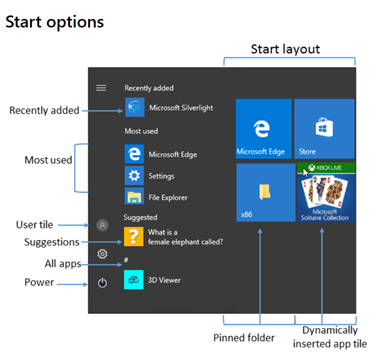 Start options
Start layout
Recently added
Recently added
Microsoft Silverlight
Most used
Most used
Microsoft Edge
Settings
File Explorer
Microsoft Edge
Store
x86
XBOX LIVE
Microsoft
Solitaire Collection
User tile
Suggested
Suggestions
What is a
female elephant called?
All apps
#
Power
3D Viewer
Pinned folder
Dynamically
inserted app tile